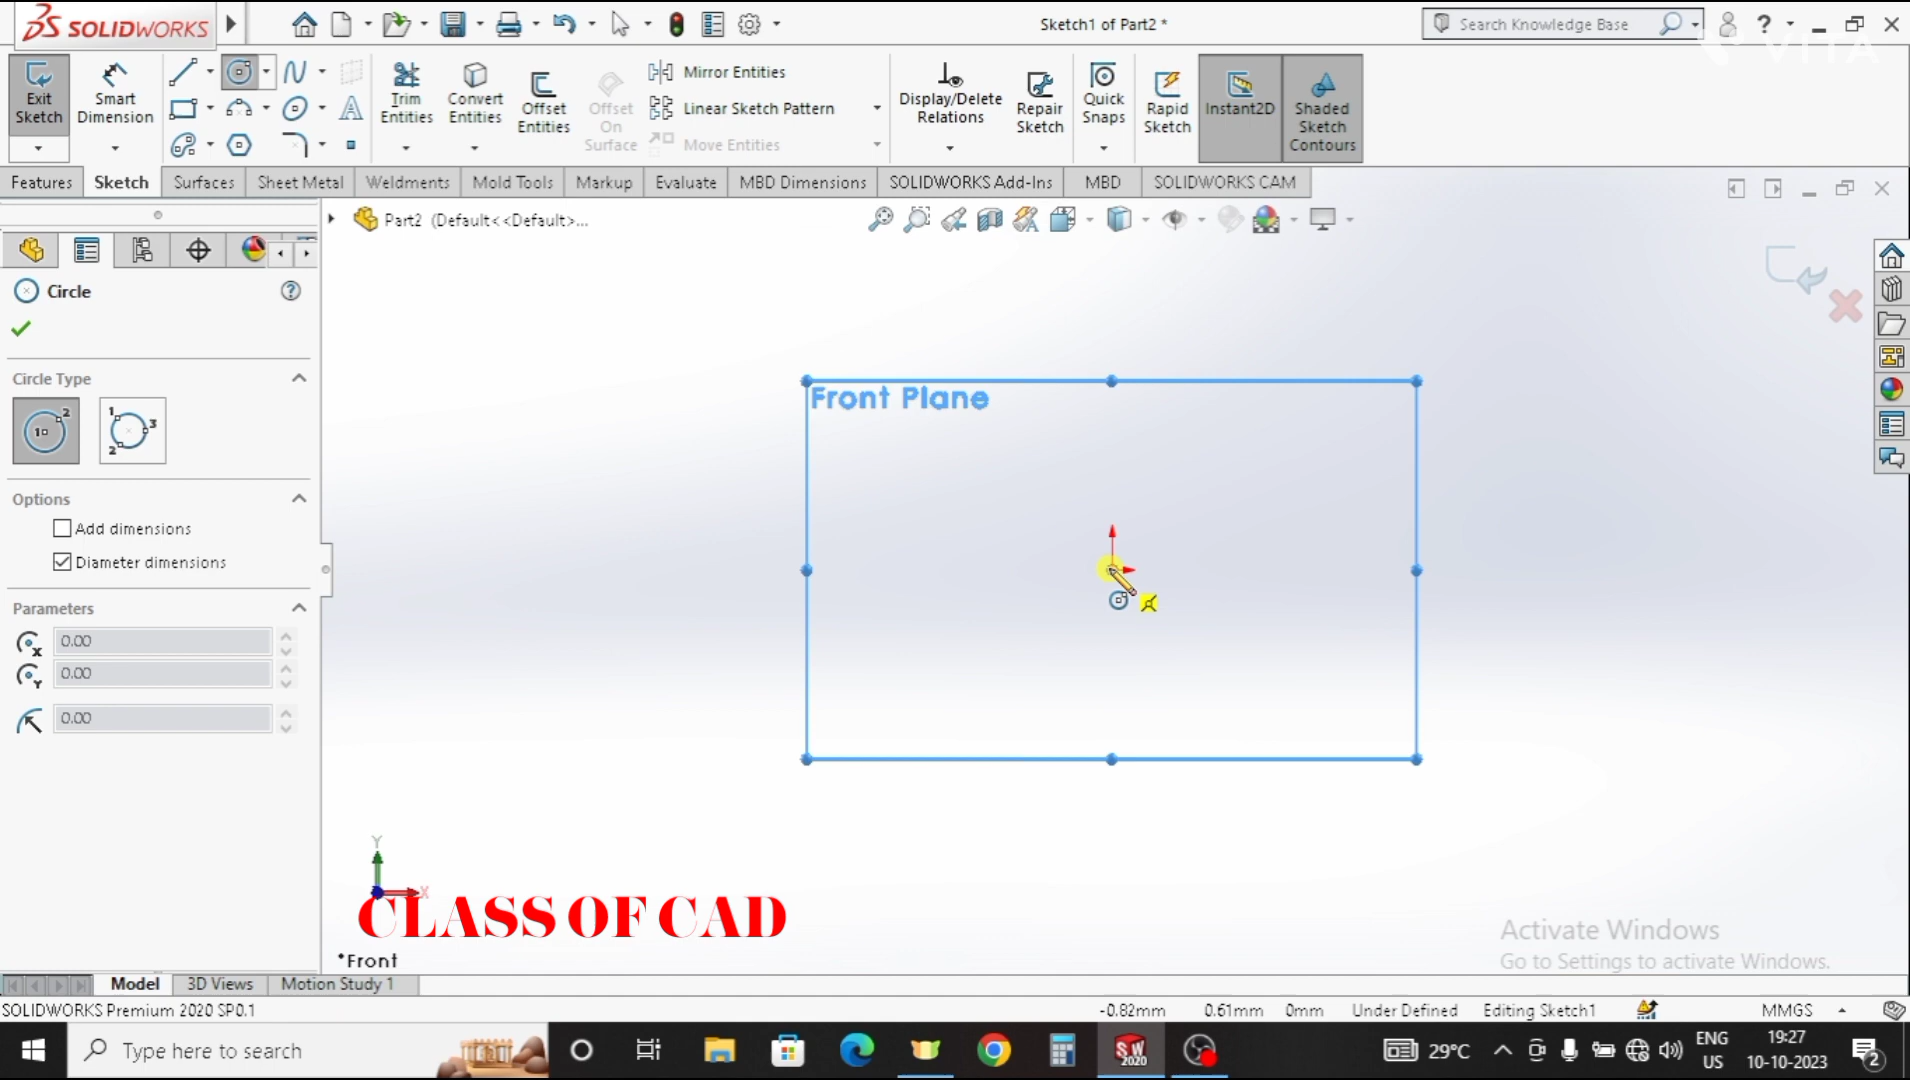 SOLIDWORKS
Sketch1 of Part2 *
Search Knowledge Base
VITA
Exit Sketch
Smart Dimension
Trim Entities
Convert Entities
Offset Entities
Offset On Surface
Mirror Entities
Linear Sketch Pattern
Move Entities
Display/Delete Relations
Repair Sketch
Quick Snaps
Rapid Sketch
Instant2D
Shaded Sketch Contours
Features Sketch Surfaces Sheet Metal Weldments Mold Tools Markup Evaluate MBD Dimensions SOLIDWORKS Add-Ins MBD SOLIDWORKS CAM
Part2 (Default<<Default>...
Circle
Circle Type
Options
Add dimensions
Diameter dimensions
Parameters
0.00
0.00
0.00
Front Plane
Y
X
CLASS OF CAD
*Front
Activate Windows
Go to Settings to activate Windows.
Model 3D Views Motion Study 1
SOLIDWORKS Premium 2020 SP0.1
-0.82mm 0.61mm 0mm Under Defined Editing Sketch1 MMGS
Type here to search
SW 2020
29°C
ENG
US
19:27
10-10-2023
2